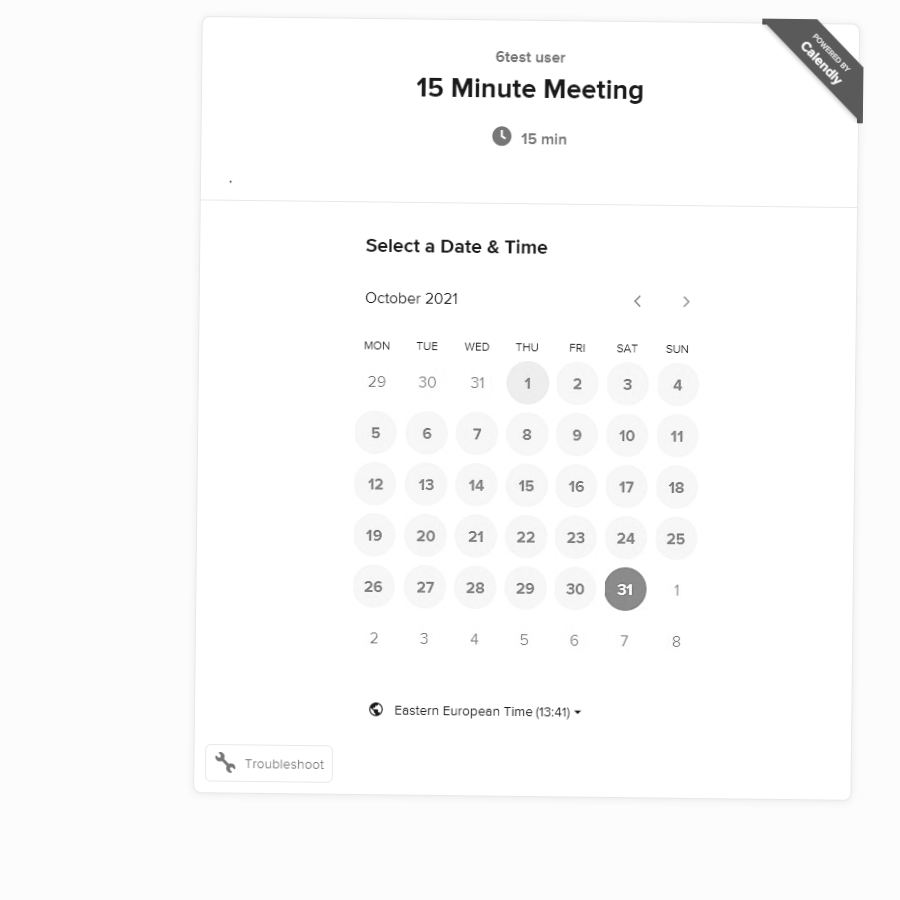 6test user
15 Minute Meeting
15 min
.
POWERED BY
Calendly
Select a Date & Time
October 2021
MON TUE WED THU FRI SAT SUN
29 30 31 1 2 3 4
5 6 7 8 9 10 11
12 13 14 15 16 17 18
19 20 21 22 23 24 25
26 27 28 29 30 31 1
2 3 4 5 6 7 8
Eastern European Time (13:41)
Troubleshoot